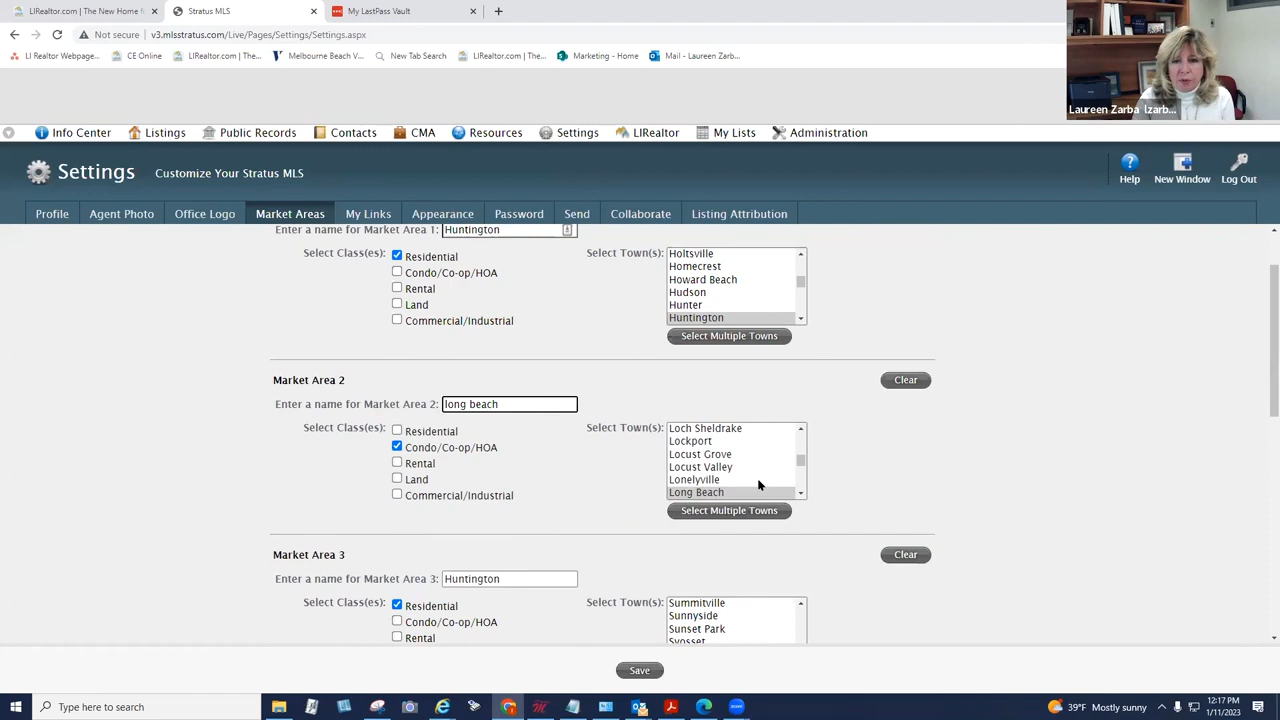 LIRealtor.com | The New Home f
Stratus MLS
My LastPass Vault
Not secure | v3.mlsstratus.com/Live/Pages/Settings/Settings.aspx
LI Realtor Webpage...
CE Online
LIRealtor.com | The...
Melbourne Beach V...
New Tab Search
LIRealtor.com | The...
Marketing - Home
Mail - Laureen Zarb...
Laureen Zarba lzarb...
Info Center
Listings
Public Records
Contacts
CMA
Resources
Settings
LIRealtor
My Lists
Administration
Settings
Customize Your Stratus MLS
Help
New Window
Log Out
Profile
Agent Photo
Office Logo
Market Areas
My Links
Appearance
Password
Send
Collaborate
Listing Attribution
Enter a name for Market Area 1: Huntington
Select Class(es):
Residential
Condo/Co-op/HOA
Rental
Land
Commercial/Industrial
Select Town(s):
Holtsville
Homecrest
Howard Beach
Hudson
Hunter
Huntington
Select Multiple Towns
Market Area 2
Clear
Enter a name for Market Area 2: long beach
Select Class(es):
Residential
Condo/Co-op/HOA
Rental
Land
Commercial/Industrial
Select Town(s):
Loch Sheldrake
Lockport
Locust Grove
Locust Valley
Lonelyville
Long Beach
Select Multiple Towns
Market Area 3
Clear
Enter a name for Market Area 3: Huntington
Select Class(es):
Residential
Condo/Co-op/HOA
Rental
Select Town(s):
Summitville
Sunnyside
Sunset Park
Syosset
Save
Type here to search
39°F Mostly sunny
12:17 PM
1/11/2023